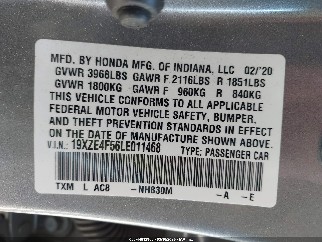 MFD. BY HONDA MFG. OF INDIANA, LLC 02/'20
GVWR 3968LBS GAWR F 2116LBS R 1851LBS
GVWR 1800KG GAWR F 960KG R 840KG
THIS VEHICLE CONFORMS TO ALL APPLICABLE
FEDERAL MOTOR VEHICLE SAFETY, BUMPER,
AND THEFT PREVENTION STANDARDS IN EFFECT
ON THE DATE OF MANUFACTURE SHOWN ABOVE.
V.I.N: 19XZE4F56LE011468 TYPE: PASSENGER CAR
TXM L AC8 -NH830M -A -E